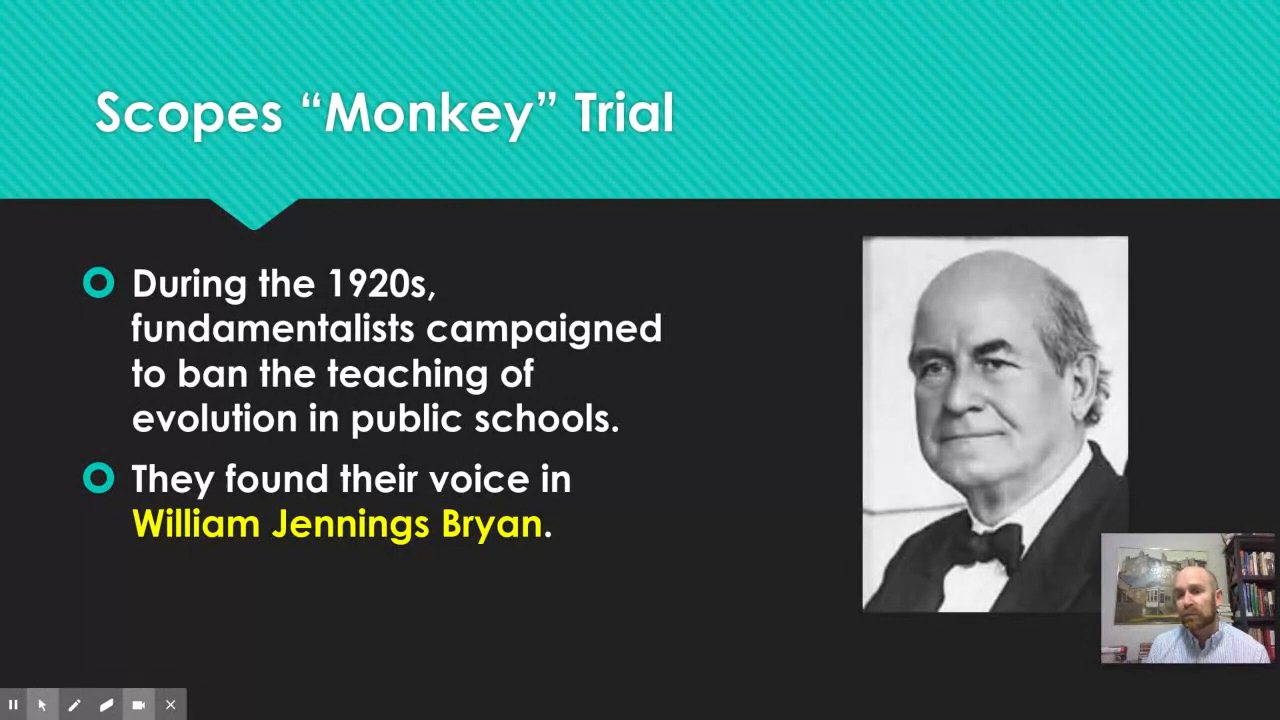 Scopes “Monkey” Trial
During the 1920s,
fundamentalists campaigned
to ban the teaching of
evolution in public schools.
They found their voice in
William Jennings Bryan.